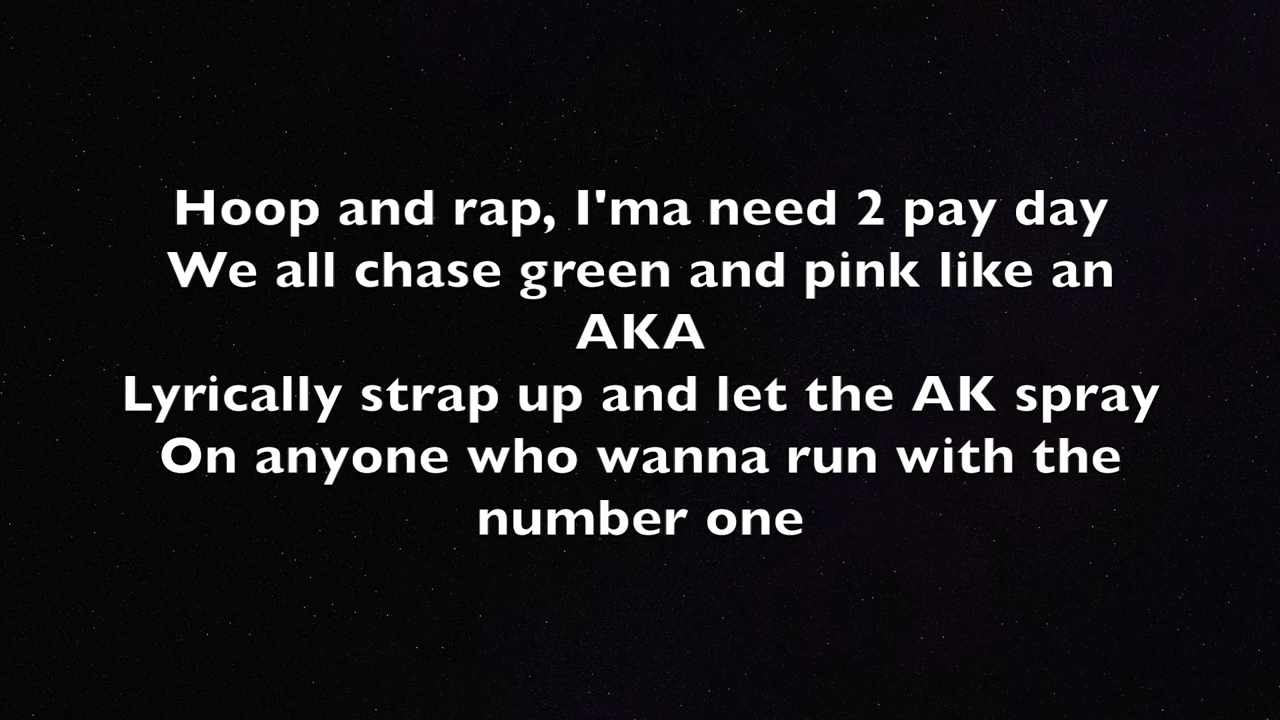 Hoop and rap, I'ma need 2 pay day
We all chase green and pink like an
AKA
Lyrically strap up and let the AK spray
On anyone who wanna run with the
number one